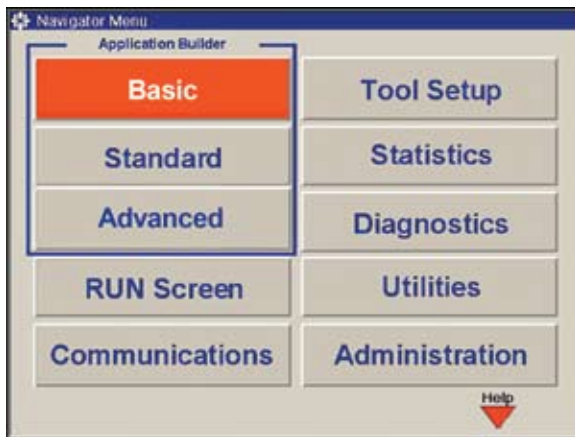 Navigator Menu
Application Builder
Basic
Standard
Advanced
RUN Screen
Communications
Tool Setup
Statistics
Diagnostics
Utilities
Administration
Help